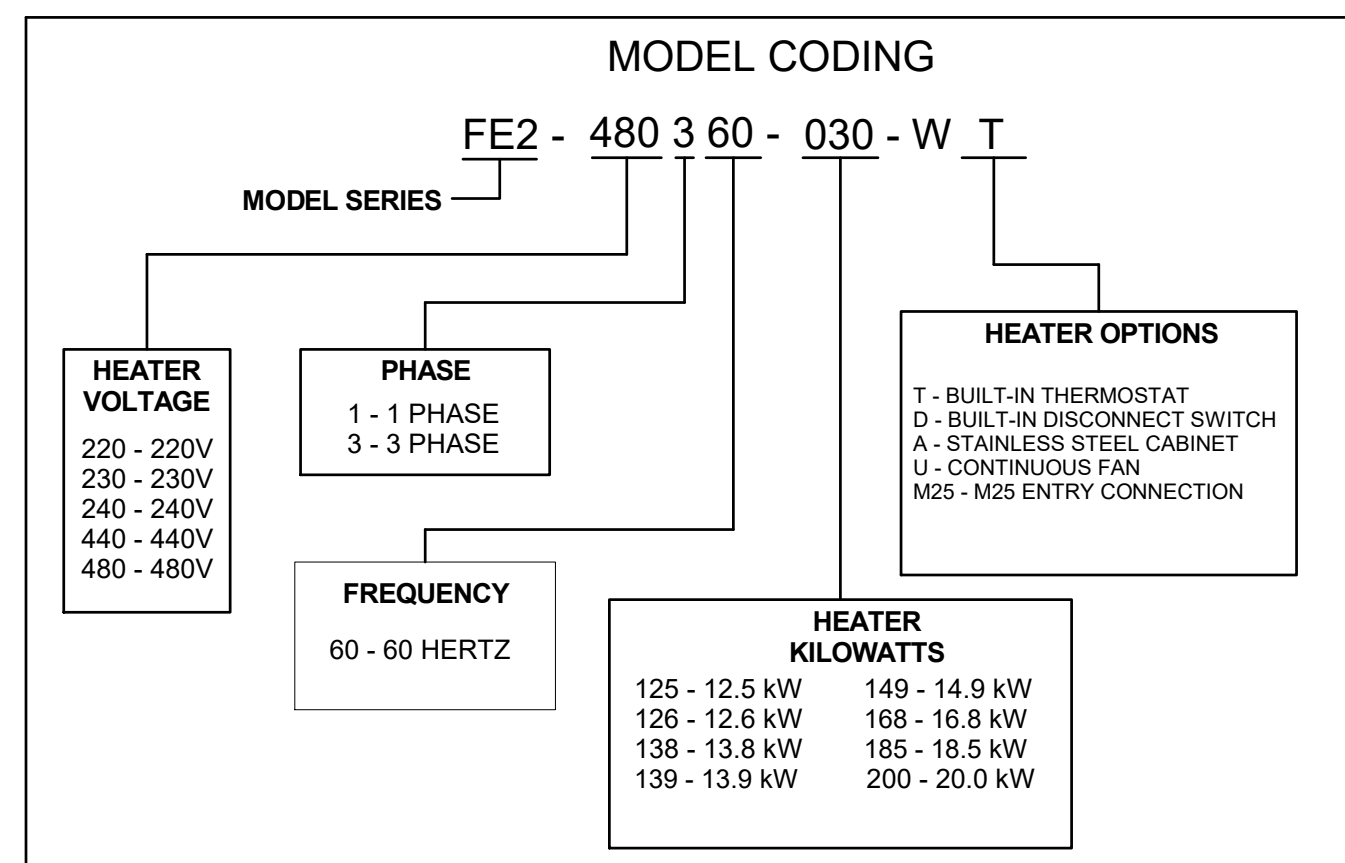 MODEL CODING
FE2 - 480 3 60 - 030 - W T
MODEL SERIES
HEATER
VOLTAGE
220 - 220V
230 - 230V
240 - 240V
440 - 440V
480 - 480V
PHASE
1 - 1 PHASE
3 - 3 PHASE
FREQUENCY
60 - 60 HERTZ
HEATER
KILOWATTS
125 - 12.5 kW
126 - 12.6 kW
138 - 13.8 kW
139 - 13.9 kW
149 - 14.9 kW
168 - 16.8 kW
185 - 18.5 kW
200 - 20.0 kW
HEATER OPTIONS
T - BUILT-IN THERMOSTAT
D - BUILT-IN DISCONNECT SWITCH
A - STAINLESS STEEL CABINET
U - CONTINUOUS FAN
M25 - M25 ENTRY CONNECTION